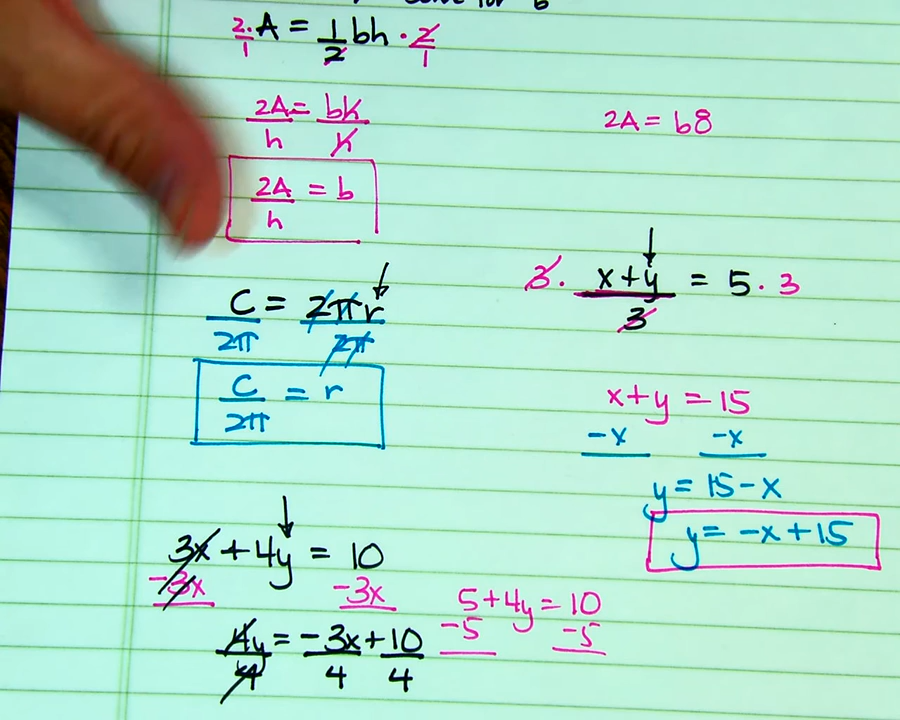 solve for b
2/1 · A = 1/2 bh · 2/1
2A/h = bh/h
2A/h = b
2A = b8
C/2π = 2πr/2π
C/2π = r
3 · (x+y)/3 = 5 · 3
x+y = 15
-x -x
y = 15-x
y = -x+15
3x + 4y = 10
-3x -3x
4y/4 = -3x/4 + 10/4
5+4y = 10
-5 -5